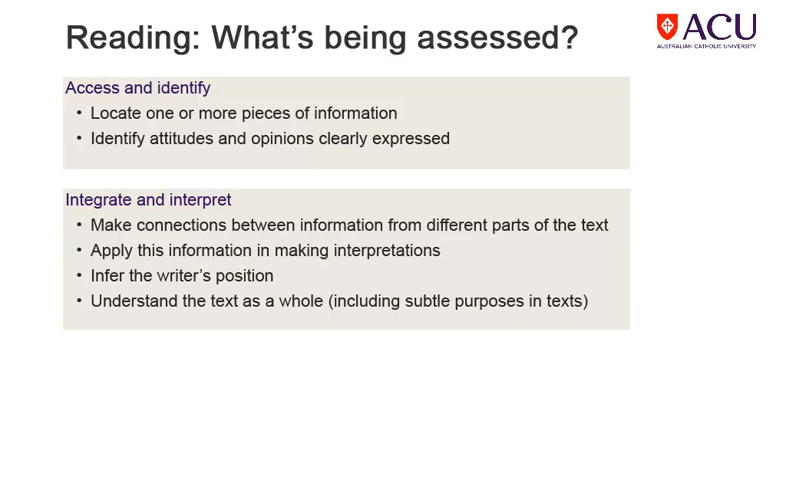 Reading: What's being assessed?
ACU
AUSTRALIAN CATHOLIC UNIVERSITY
Access and identify
• Locate one or more pieces of information
• Identify attitudes and opinions clearly expressed
Integrate and interpret
• Make connections between information from different parts of the text
• Apply this information in making interpretations
• Infer the writer's position
• Understand the text as a whole (including subtle purposes in texts)